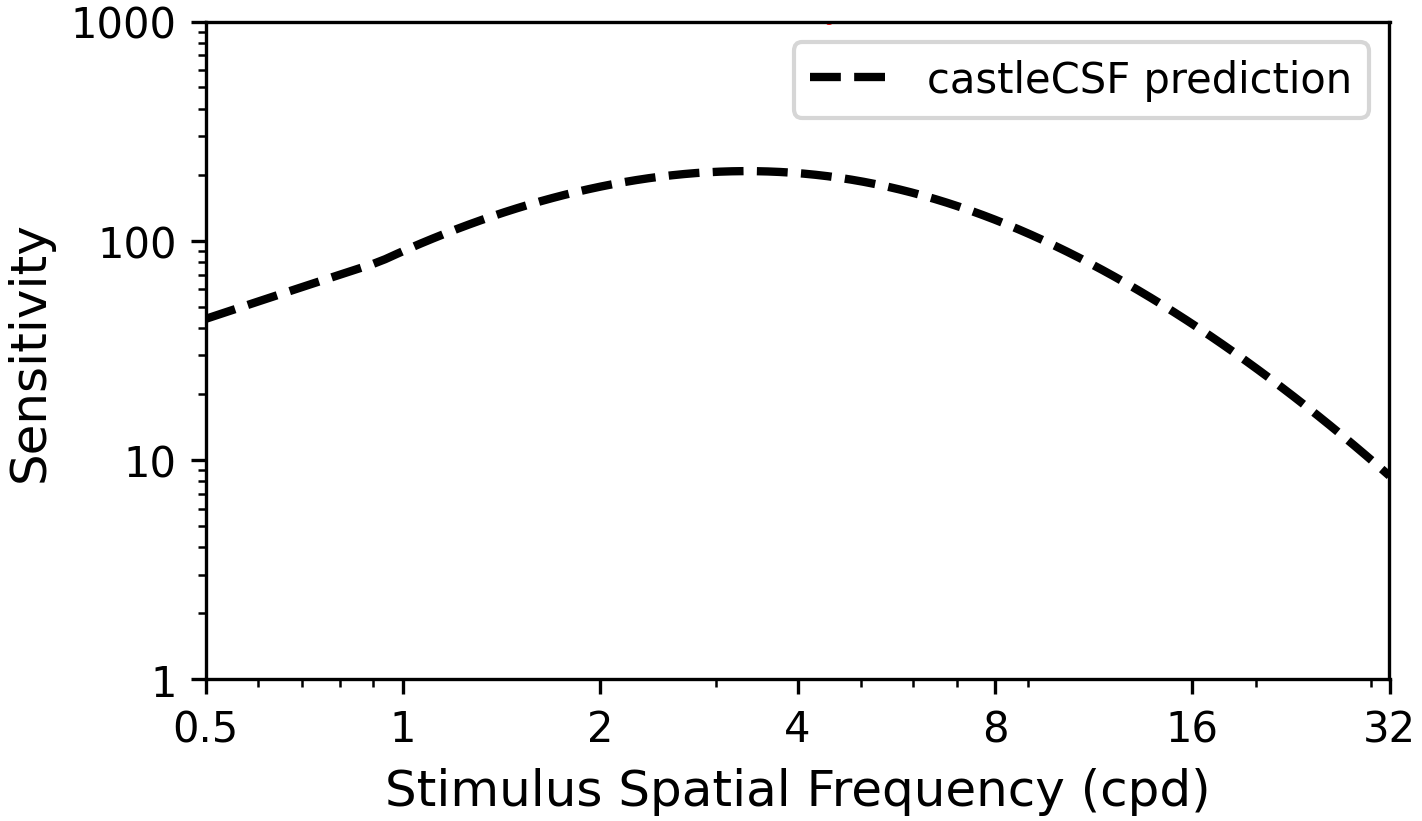 1000
castleCSF prediction
100
10
1
Sensitivity
0.5 1 2 4 8 16 32
Stimulus Spatial Frequency (cpd)